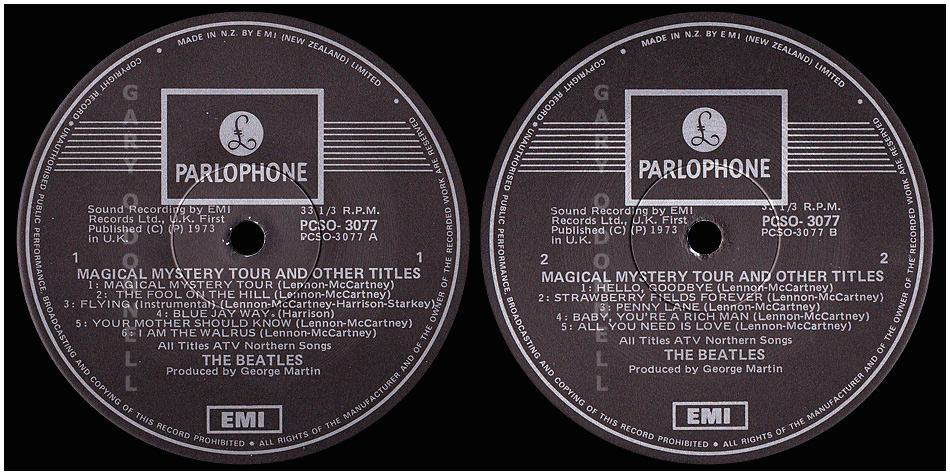 MADE IN N.Z. BY EMI (NEW ZEALAND) LIMITED
COPYRIGHT RECORD • UNAUTHORISED PUBLIC PERFORMANCE, BROADCASTING AND COPYING OF THIS RECORD PROHIBITED • ALL RIGHTS OF THE MANUFACTURER AND OF THE OWNER OF THE RECORDED WORK ARE RESERVED
£
PARLOPHONE
Sound Recording by EMI
Records Ltd., U.K. First
Published (C) (P) 1973
in U.K.
33 1/3 R.P.M.
PCSO- 3077
PCSO-3077 A
1
1
MAGICAL MYSTERY TOUR AND OTHER TITLES
1: MAGICAL MYSTERY TOUR (Lennon-McCartney)
2: THE FOOL ON THE HILL (Lennon-McCartney)
3: FLYING (Instrumental) (Lennon-McCartney-Harrison-Starkey)
4: BLUE JAY WAY. (Harrison)
5: YOUR MOTHER SHOULD KNOW (Lennon-McCartney)
6: I AM THE WALRUS (Lennon-McCartney)
All Titles ATV Northern Songs
THE BEATLES
Produced by George Martin
EMI
GARY ODONNELL
MADE IN N.Z. BY EMI (NEW ZEALAND) LIMITED
COPYRIGHT RECORD • UNAUTHORISED PUBLIC PERFORMANCE, BROADCASTING AND COPYING OF THIS RECORD PROHIBITED • ALL RIGHTS OF THE MANUFACTURER AND OF THE OWNER OF THE RECORDED WORK ARE RESERVED
£
PARLOPHONE
Sound Recording by EMI
Records Ltd., U.K. First
Published (C) (P) 1973
in U.K.
33 1/3 R.P.M.
PCSO- 3077
PCSO-3077 B
2
2
MAGICAL MYSTERY TOUR AND OTHER TITLES
1: HELLO, GOODBYE (Lennon-McCartney)
2: STRAWBERRY FIELDS FOREVER (Lennon-McCartney)
3: PENNY LANE (Lennon-McCartney)
4: BABY, YOU'RE A RICH MAN (Lennon-McCartney)
5: ALL YOU NEED IS LOVE (Lennon-McCartney)
All Titles ATV Northern Songs
THE BEATLES
Produced by George Martin
EMI
GARY ODONNELL